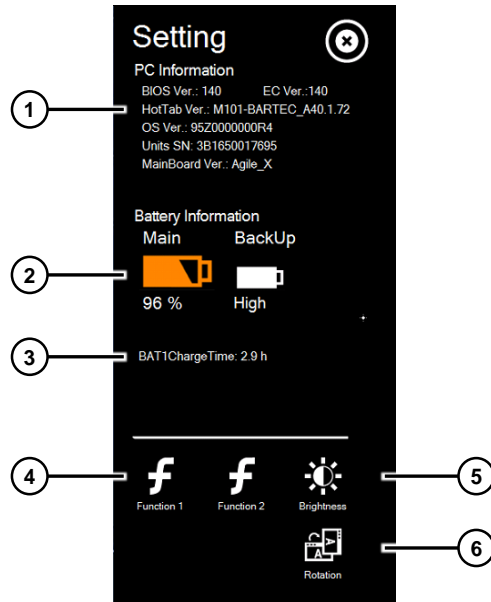 Setting
PC Information
BIOS Ver.: 140 EC Ver.:140
1
HotTab Ver.: M101-BARTEC_A40.1.72
OS Ver.: 95Z0000000R4
Units SN: 3B1650017695
MainBoard Ver.: Agile_X
Battery Information
Main BackUp
2
96 % High
3
BAT1ChargeTime: 2.9 h
4
5
Function 1 Function 2 Brightness
6
A A
Rotation